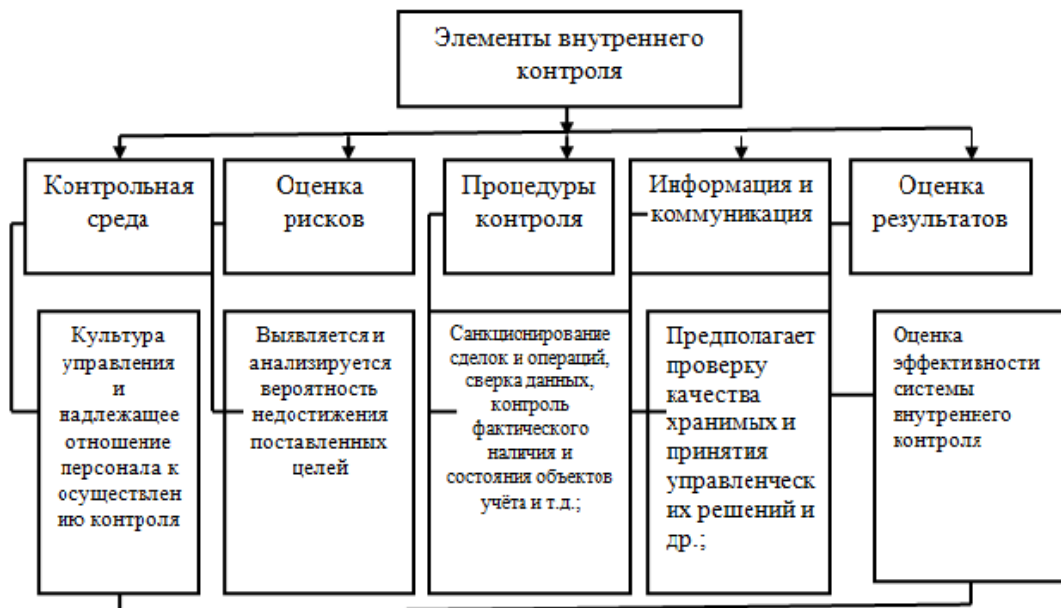 Элементы внутреннего
контроля
Контрольная
среда
Оценка
рисков
Процедуры
контроля
Информация и
коммуникация
Оценка
результатов
Культура
управления
и
надлежащее
отношение
персонала к
осуществлен
ию контроля
Выявляется и
анализируется
вероятность
недостижения
поставленных
целей
Санкционирование
сделок и операций,
сверка данных,
контроль
фактического
наличия и
состояния объектов
учёта и т.д.;
Предполагает
проверку
качества
хранимых и
принятия
управленческ
их решений и
др.;
Оценка
эффективности
системы
внутреннего
контроля